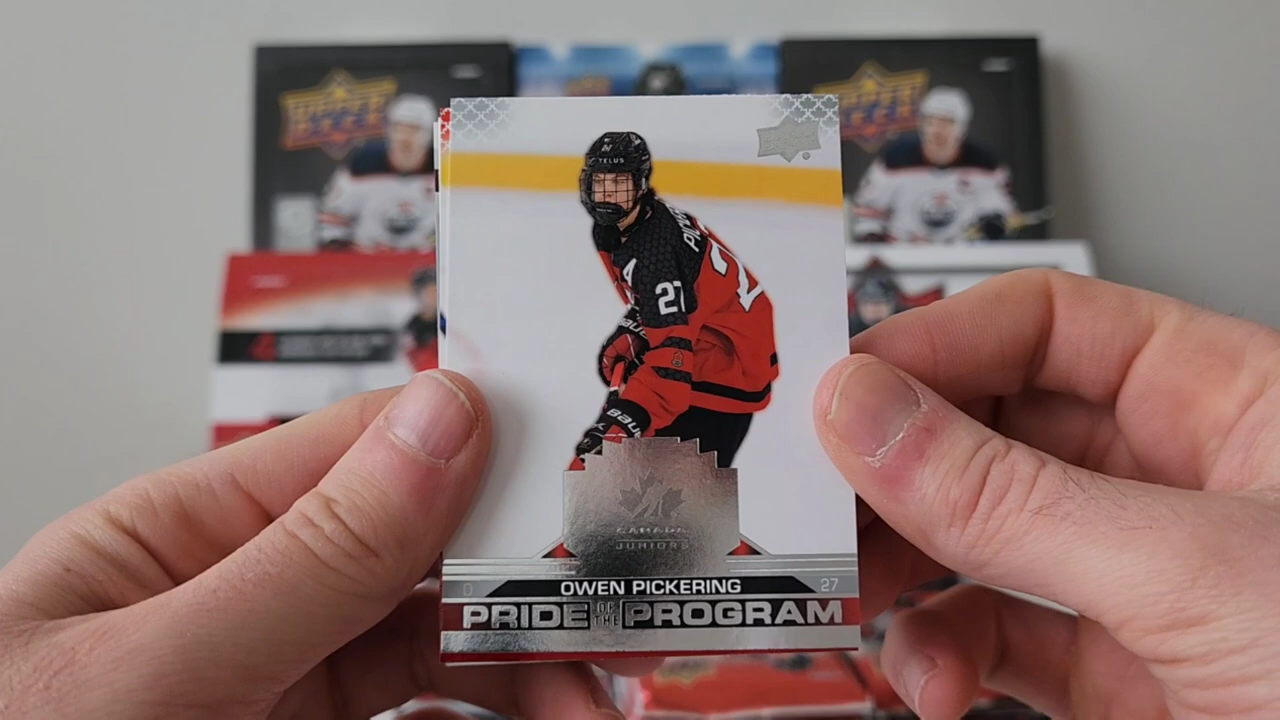 TELUS
A
27
CANADA
JUNIORS
OWEN PICKERING
27
PRIDE OF THE PROGRAM